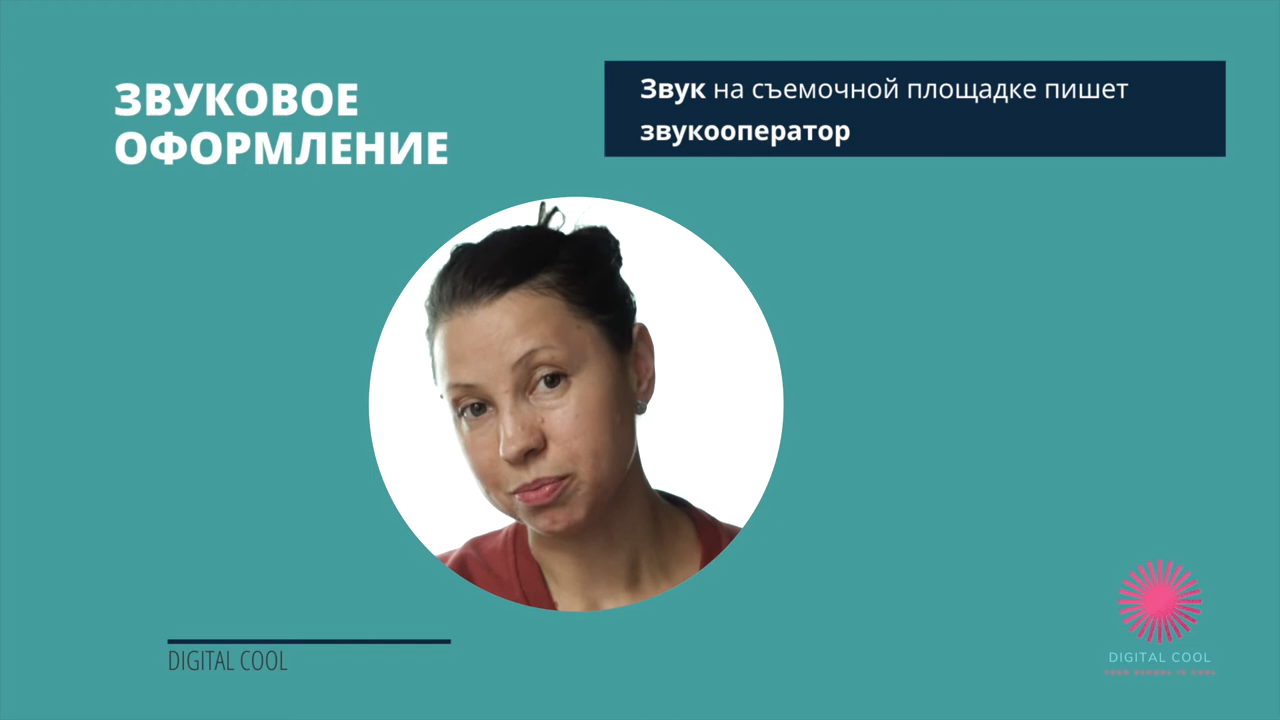 ЗВУКОВОЕ
ОФОРМЛЕНИЕ
Звук на съемочной площадке пишет
звукооператор
DIGITAL COOL
DIGITAL COOL